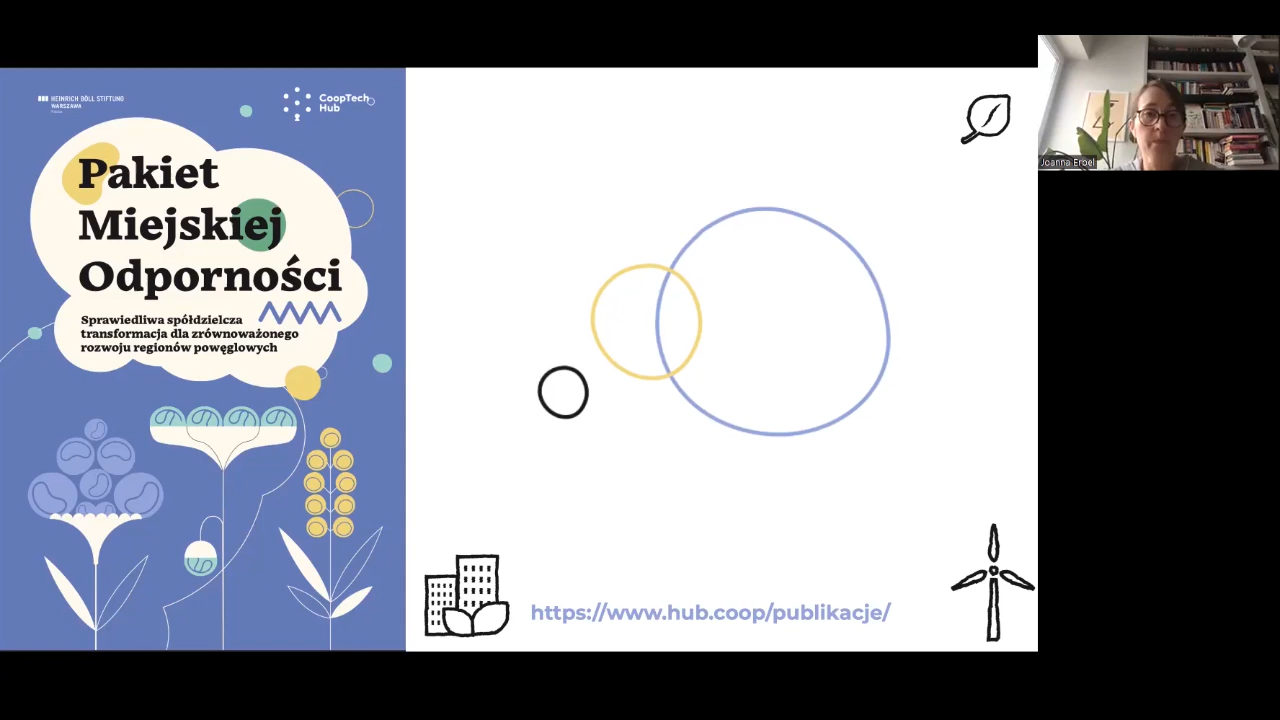 HEINRICH BÖLL STIFTUNG
WARSZAWA
CoopTech
Hub
Pakiet
Miejskiej
Odporności
Sprawiedliwa spółdzielcza
transformacja dla zrównoważonego
rozwoju regionów powęglowych
https://www.hub.coop/publikacje/
Joanna Erbel